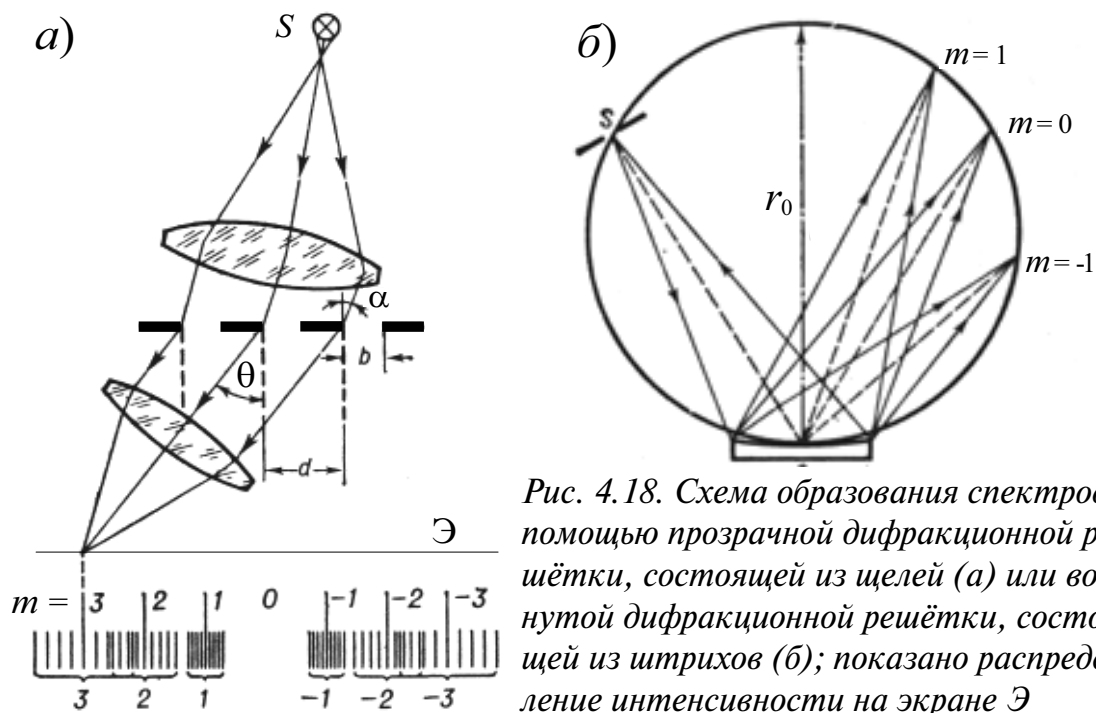 а)
S
α
b
θ
d
Э
m = 3 2 1 0 -1 -2 -3
3 2 1 -1 -2 -3
б)
m = 1
m = 0
m = -1
S
r₀
Рис. 4.18. Схема образования спектров
помощью прозрачной дифракционной р
шётки, состоящей из щелей (а) или во
нутой дифракционной решётки, состо
щей из штрихов (б); показано распреде
ление интенсивности на экране Э